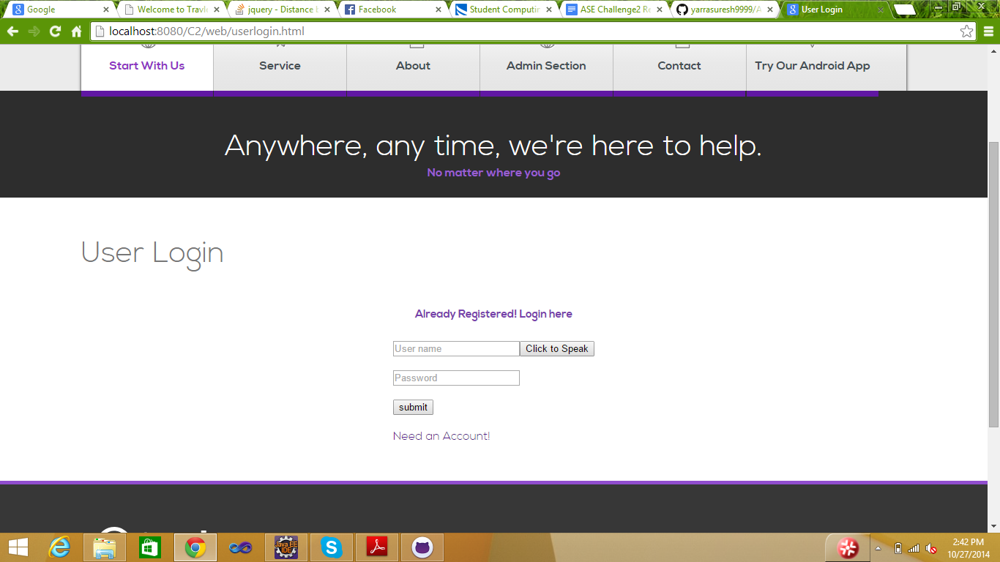 Google
Welcome to Travle
jquery - Distance
Facebook
Student Computin
ASE Challenge2 Re
yarrasuresh9999/A
User Login
localhost:8080/C2/web/userlogin.html
Start With Us
Service
About
Admin Section
Contact
Try Our Android App
Anywhere, any time, we're here to help.
No matter where you go
User Login
Already Registered! Login here
User name
Click to Speak
Password
submit
Need an Account!
Java EE
IDE
2:42 PM
10/27/2014